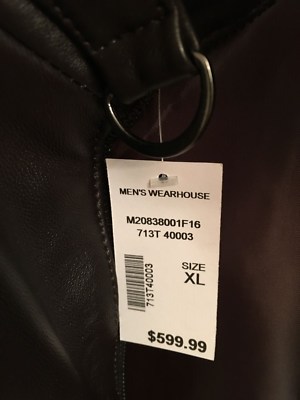 MEN'S WEARHOUSE
M20838001F16
713T 40003
SIZE
XL
713T40003
$599.99